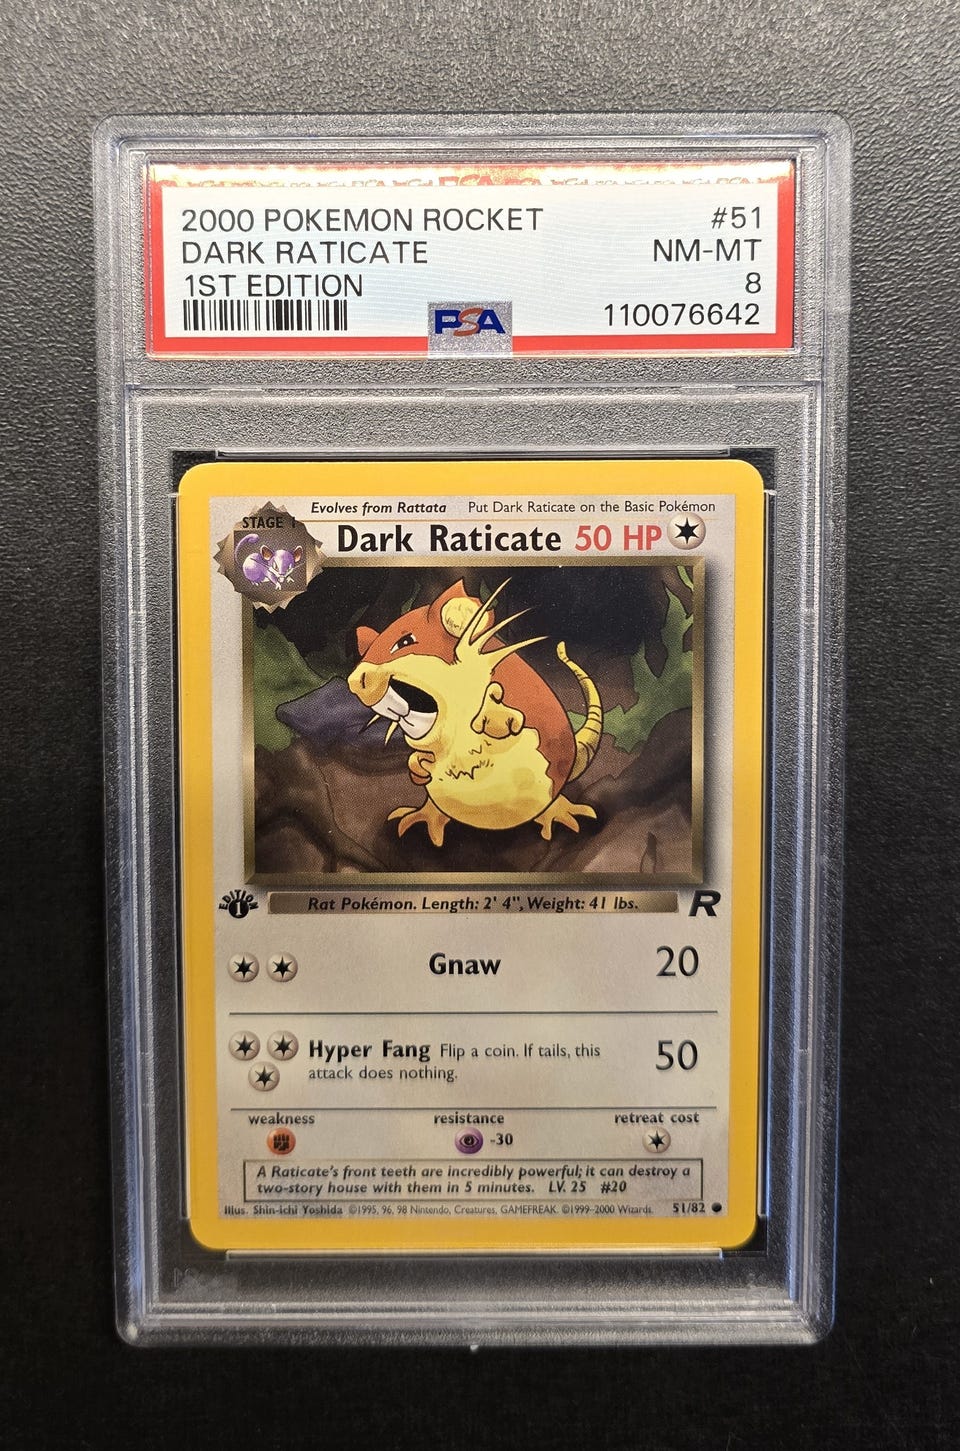 2000 POKEMON ROCKET #51
DARK RATICATE NM-MT
1ST EDITION 8
PSA 110076642
Evolves from Rattata Put Dark Raticate on the Basic Pokémon
STAGE 1
Dark Raticate 50 HP
EDITION
1
Rat Pokémon. Length: 2' 4", Weight: 41 lbs.
R
Gnaw 20
Hyper Fang Flip a coin. If tails, this 50
attack does nothing.
weakness resistance retreat cost
-30
A Raticate's front teeth are incredibly powerful; it can destroy a
two-story house with them in 5 minutes. LV. 25 #20
Illus. Shin-ichi Yoshida ©1995, 96, 98 Nintendo, Creatures, GAMEFREAK. ©1999-2000 Wizards. 51/82